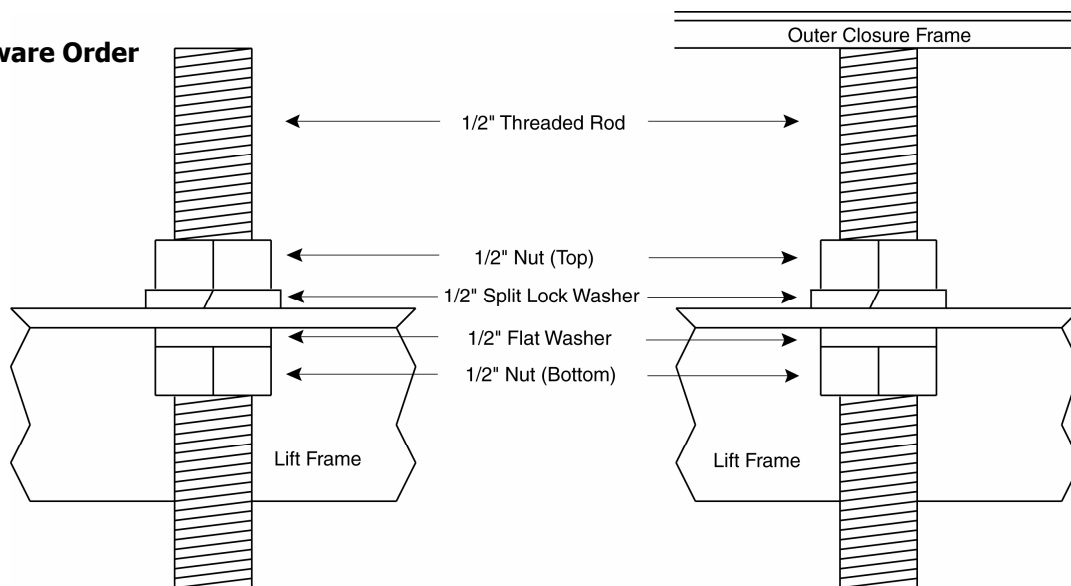 ware Order
Outer Closure Frame
1/2" Threaded Rod
1/2" Nut (Top)
1/2" Split Lock Washer
1/2" Flat Washer
1/2" Nut (Bottom)
Lift Frame
Lift Frame